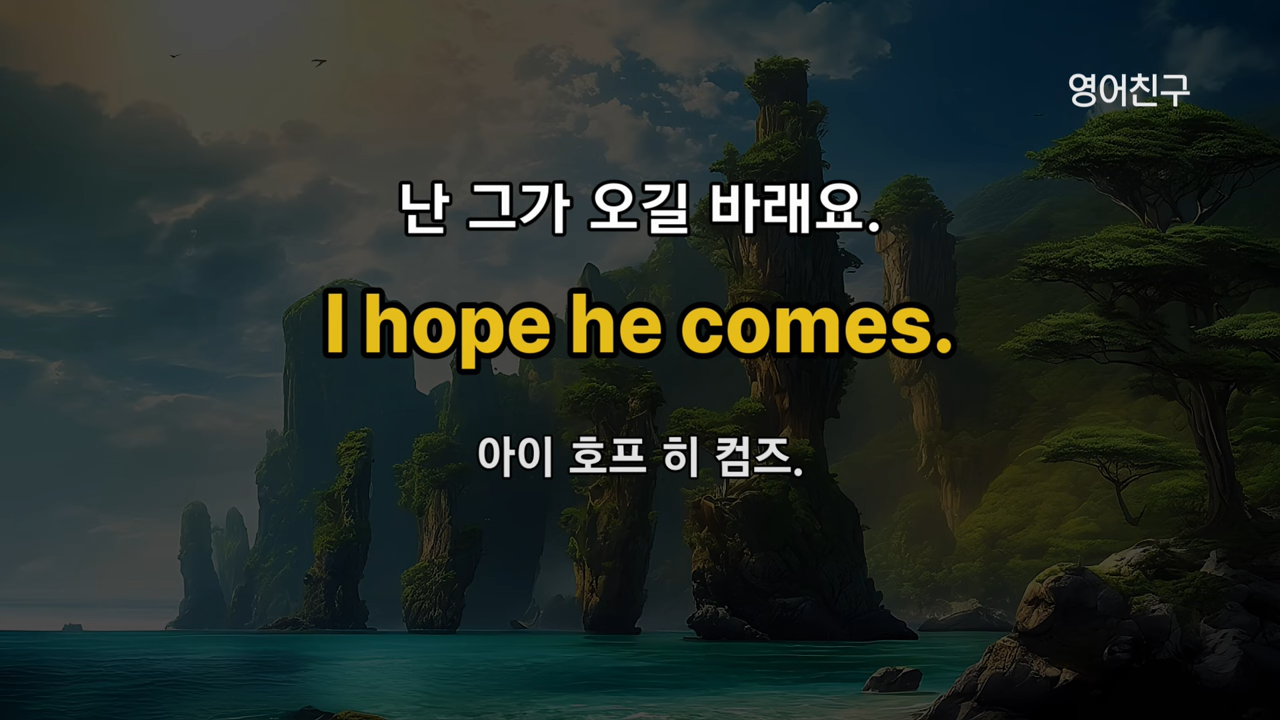 영어친구
난 그가 오길 바래요.
I hope he comes.
아이 호프 히 컴즈.